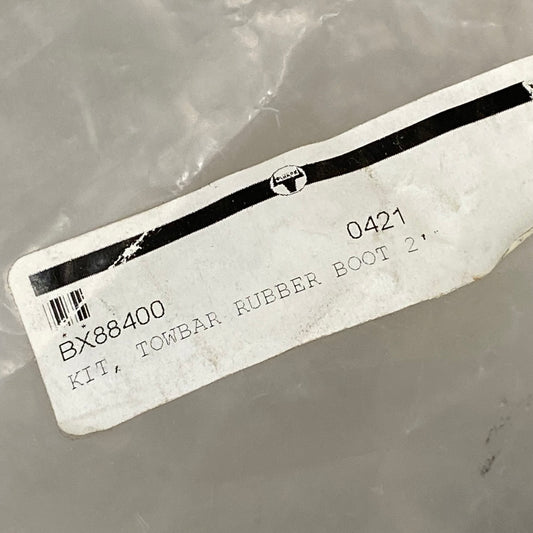 0421
BX88400
KIT, TOWBAR RUBBER BOOT 2'